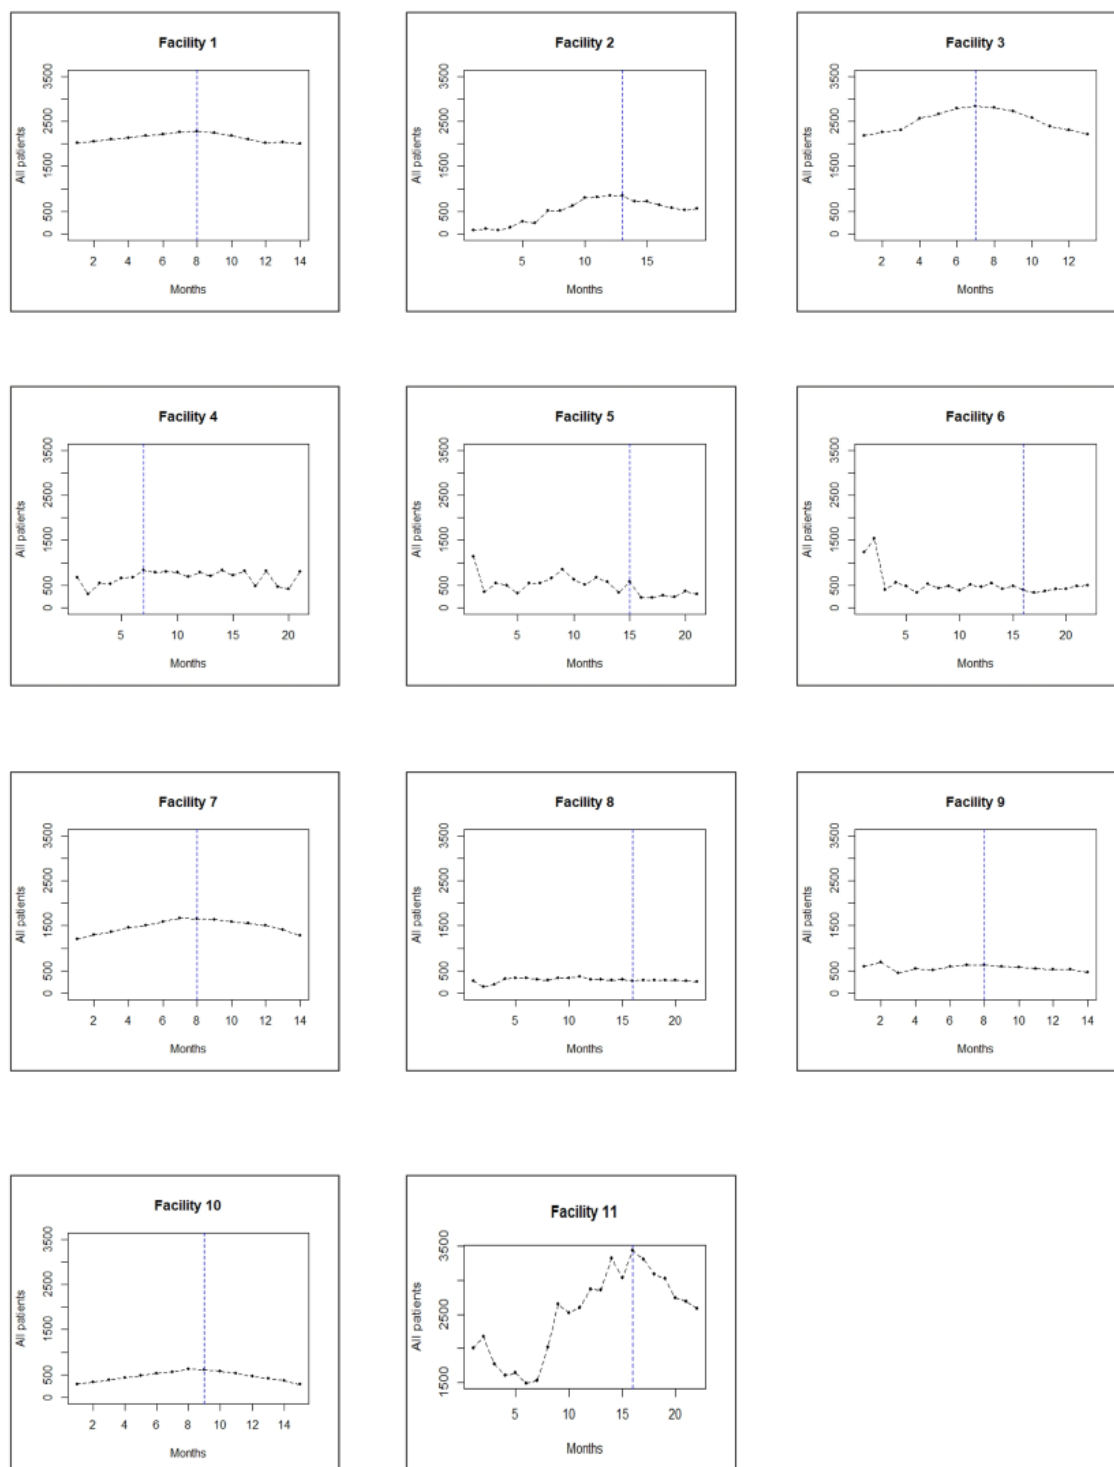 Facility 1
All patients
0 500 1500 2500 3500
2 4 6 8 10 12 14
Months
Facility 2
All patients
0 500 1500 2500 3500
5 10 15
Months
Facility 3
All patients
0 500 1500 2500 3500
2 4 6 8 10 12
Months
Facility 4
All patients
0 500 1500 2500 3500
5 10 15 20
Months
Facility 5
All patients
0 500 1500 2500 3500
5 10 15 20
Months
Facility 6
All patients
0 500 1500 2500 3500
5 10 15 20
Months
Facility 7
All patients
0 500 1500 2500 3500
2 4 6 8 10 12 14
Months
Facility 8
All patients
0 500 1500 2500 3500
5 10 15 20
Months
Facility 9
All patients
0 500 1500 2500 3500
2 4 6 8 10 12 14
Months
Facility 10
All patients
0 500 1500 2500 3500
2 4 6 8 10 12 14
Months
Facility 11
All patients
1500 2500 3500
5 10 15 20
Months